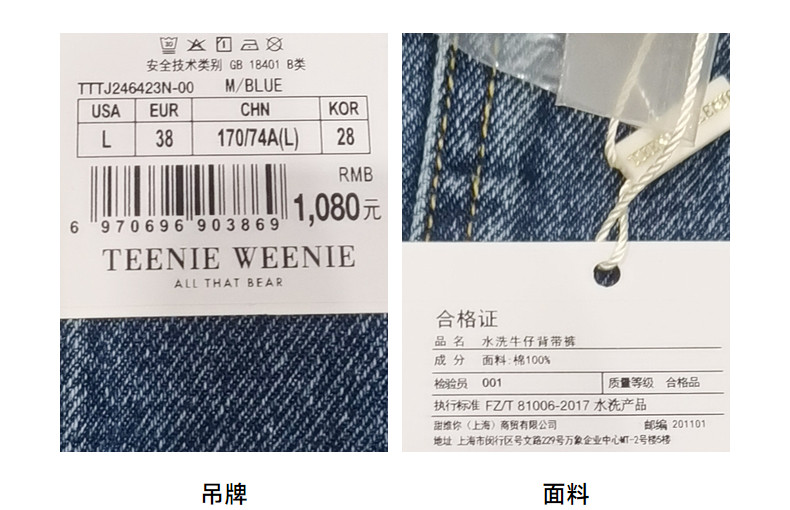 安全技术类别 GB 18401 B类
TTTJ246423N-00 M/BLUE
USA EUR CHN KOR
L 38 170/74A(L) 28
RMB
1,080元
6 970696 903869
TEENIE WEENIE
ALL THAT BEAR
合格证
品 名 水洗牛仔背带裤
成 分 面料:棉100%
检验员 001 质量等级 合格品
执行标准 FZ/T 81006-2017 水洗产品
甜维你（上海）商贸有限公司 邮编 201101
地址 上海市闵行区号文路229号万象企业中心MT-2号楼5楼
吊牌
面料